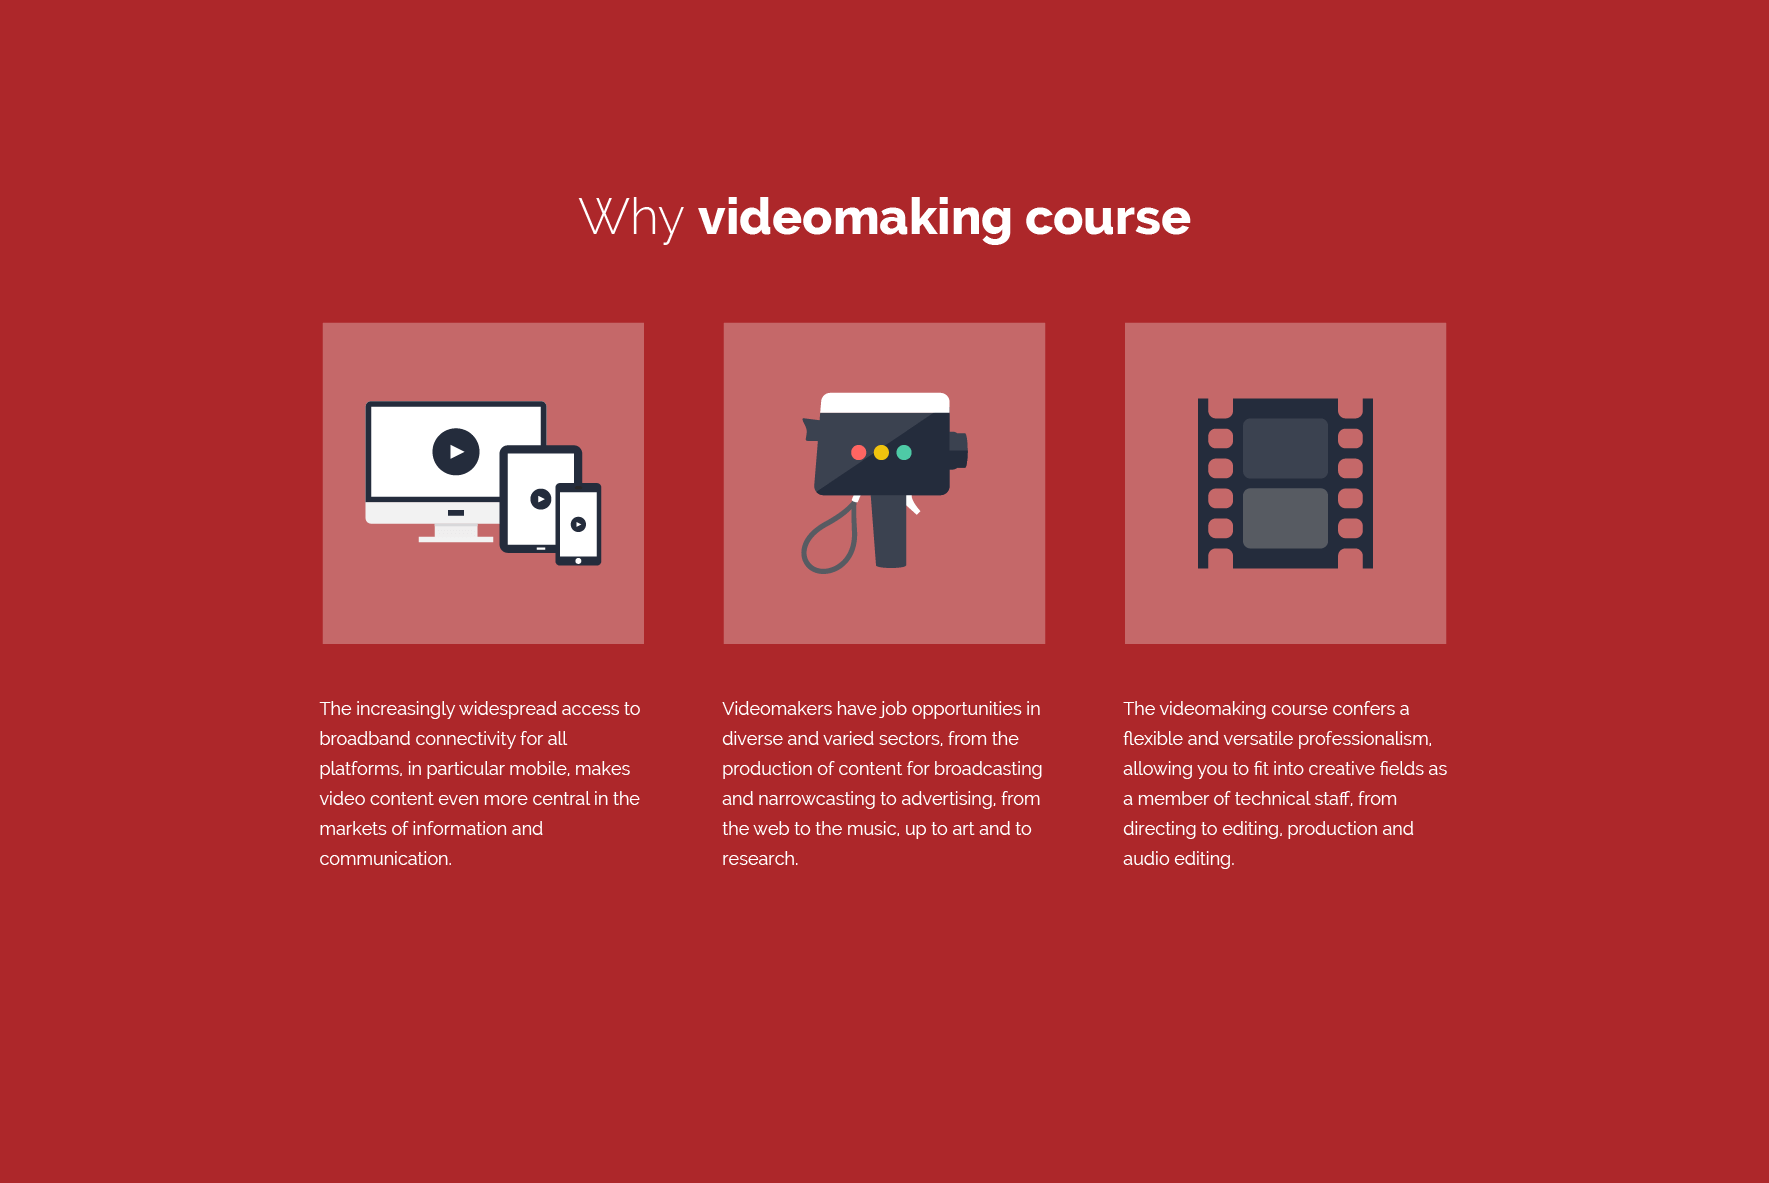 Why videomaking course
The increasingly widespread access to
broadband connectivity for all
platforms, in particular mobile, makes
video content even more central in the
markets of information and
communication.
Videomakers have job opportunities in
diverse and varied sectors, from the
production of content for broadcasting
and narrowcasting to advertising, from
the web to the music, up to art and to
research.
The videomaking course confers a
flexible and versatile professionalism,
allowing you to fit into creative fields as
a member of technical staff, from
directing to editing, production and
audio editing.